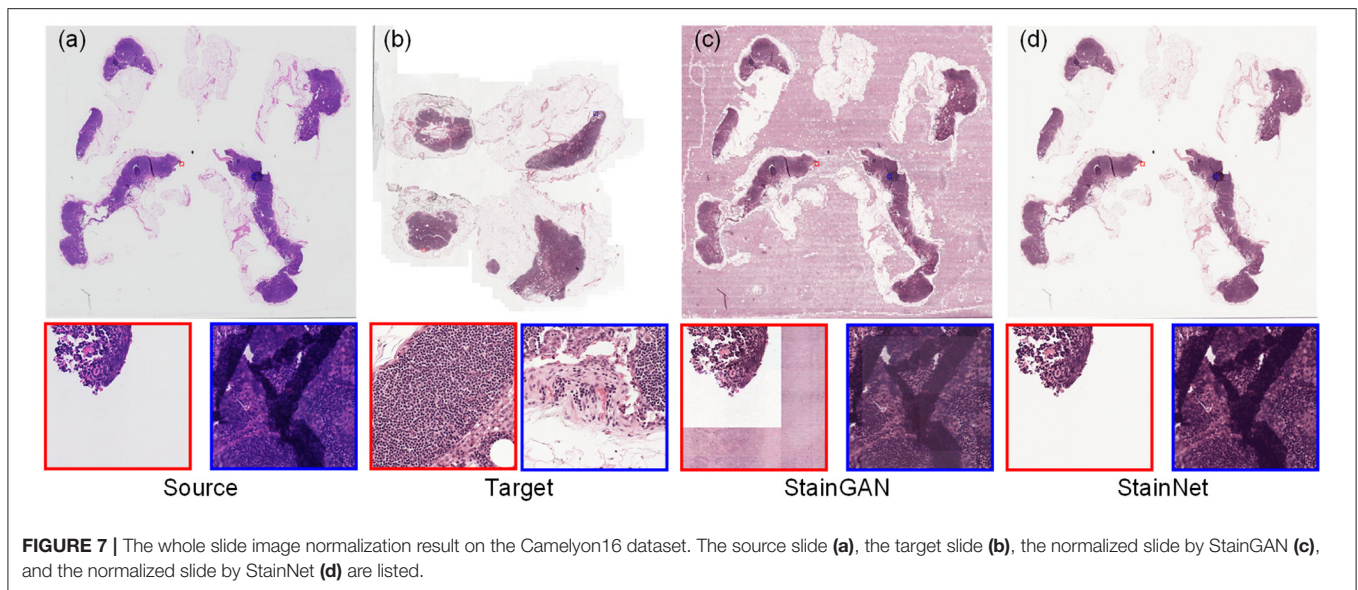 (a)
(b)
(c)
(d)
Source
Target
StainGAN
StainNet
FIGURE 7 | The whole slide image normalization result on the Camelyon16 dataset. The source slide (a), the target slide (b), the normalized slide by StainGAN (c),
and the normalized slide by StainNet (d) are listed.